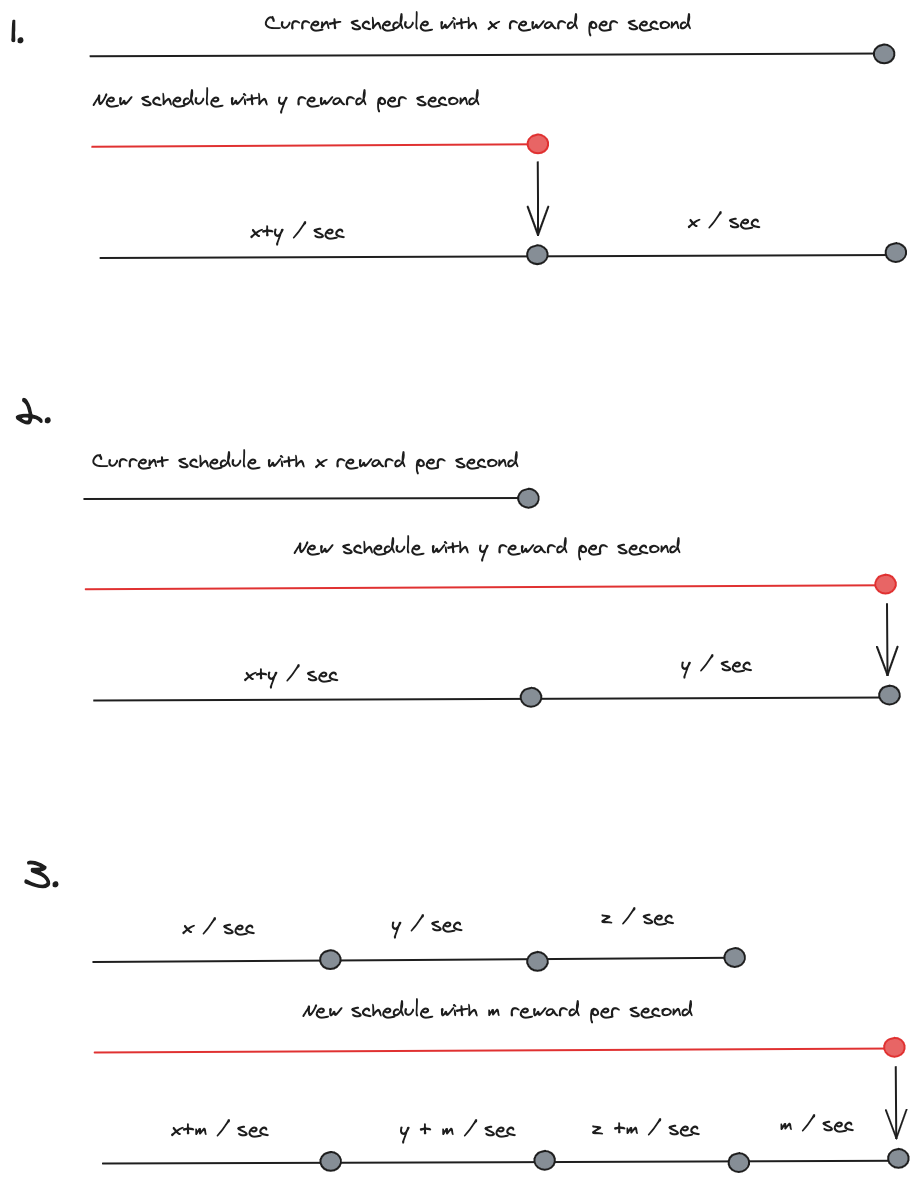 1.
Current schedule with x reward per second
New schedule with y reward per second
x+y / sec
x / sec
2.
Current schedule with x reward per second
New schedule with y reward per second
x+y / sec
y / sec
3.
x / sec
y / sec
z / sec
New schedule with m reward per second
x+m / sec
y + m / sec
z +m / sec
m / sec